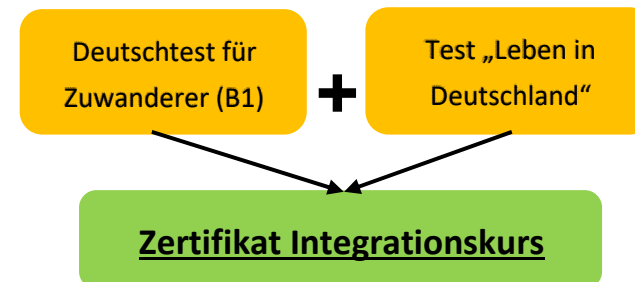 Deutschtest für
Zuwanderer (B1)
+
Test „Leben in
Deutschland“
Zertifikat Integrationskurs